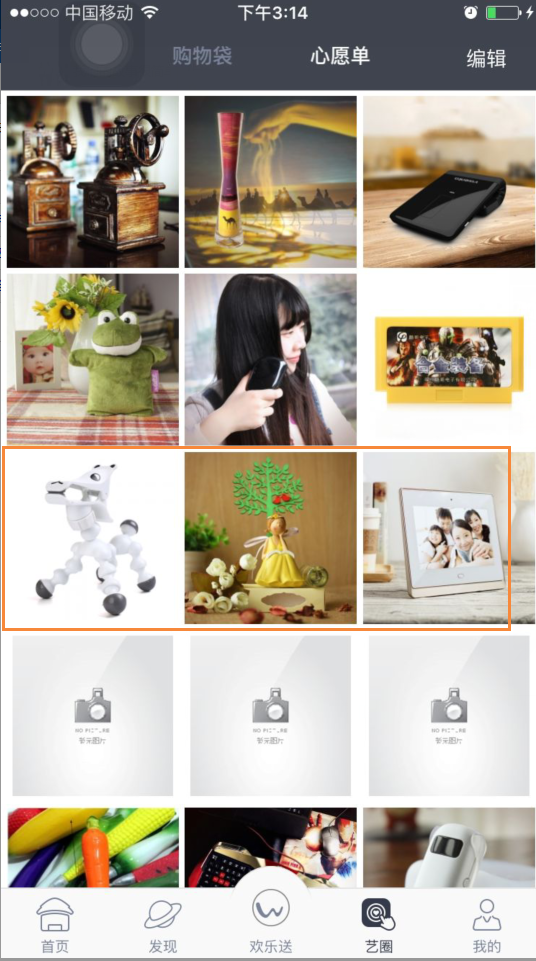 中国移动
下午3:14
购物袋
心愿单
编辑
NO PICTURE
暂无图片
NO PICTURE
暂无图片
NO PICTURE
暂无图片
首页
发现
欢乐送
艺圈
我的